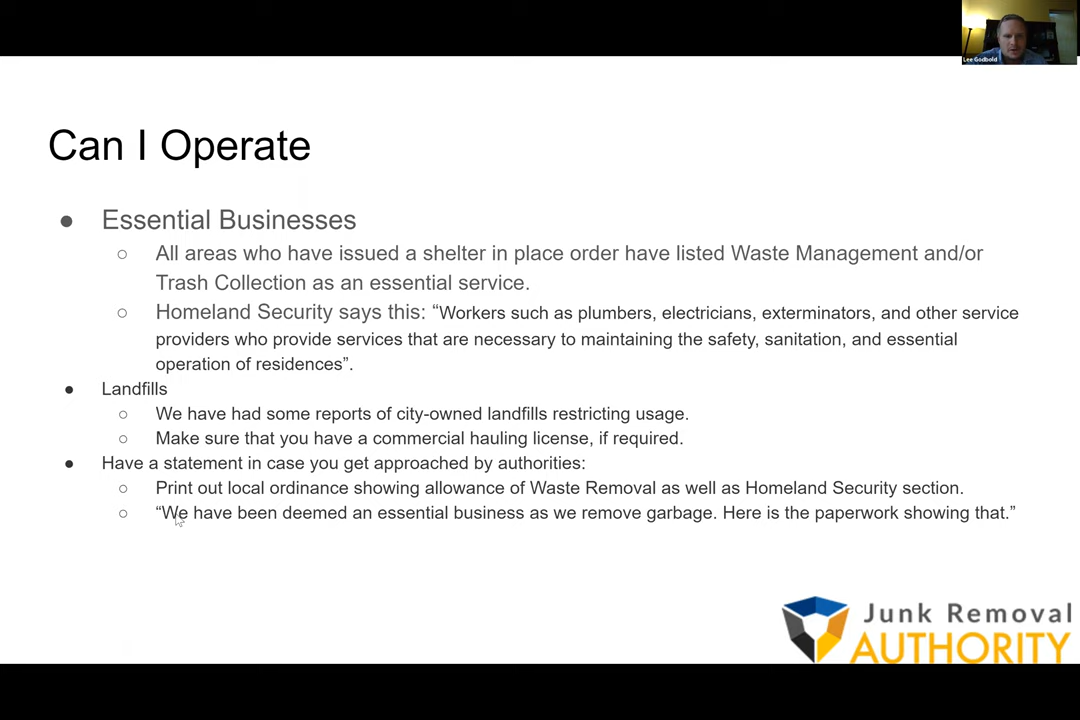 Lee Godbold
Can I Operate
● Essential Businesses
○ All areas who have issued a shelter in place order have listed Waste Management and/or
Trash Collection as an essential service.
○ Homeland Security says this: “Workers such as plumbers, electricians, exterminators, and other service
providers who provide services that are necessary to maintaining the safety, sanitation, and essential
operation of residences”.
● Landfills
○ We have had some reports of city-owned landfills restricting usage.
○ Make sure that you have a commercial hauling license, if required.
● Have a statement in case you get approached by authorities:
○ Print out local ordinance showing allowance of Waste Removal as well as Homeland Security section.
○ “We have been deemed an essential business as we remove garbage. Here is the paperwork showing that.”
Junk Removal
AUTHORITY